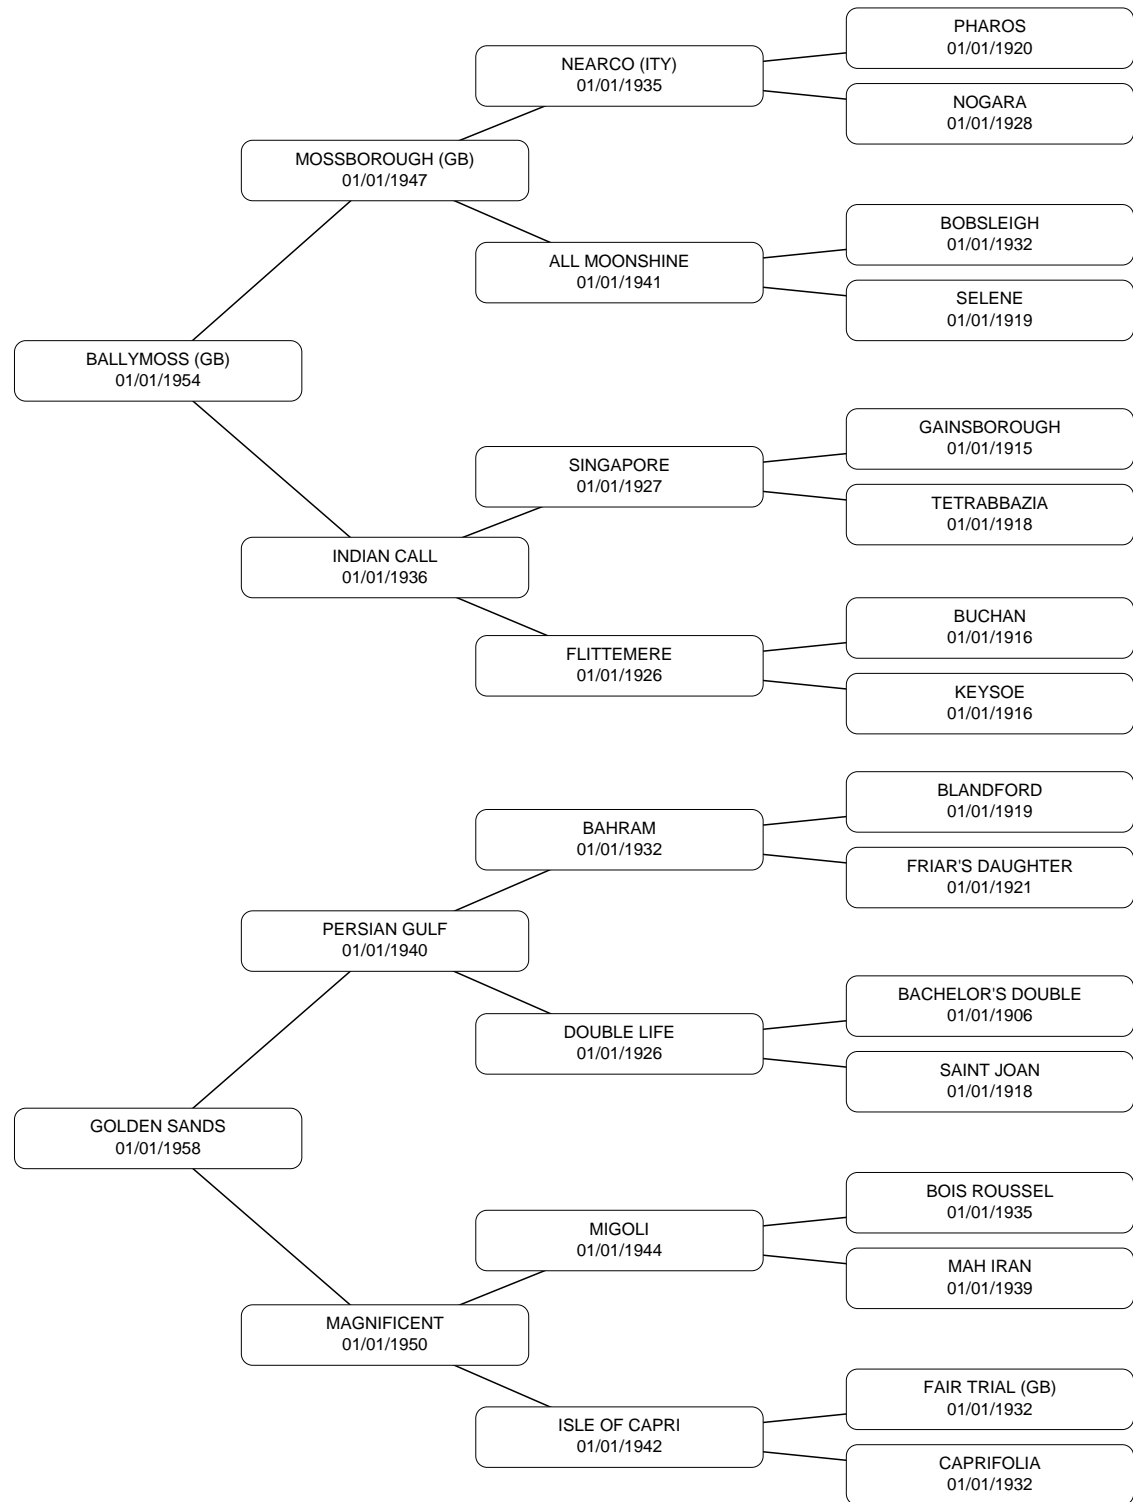 PHAROS
01/01/1920
NEARCO (ITY)
01/01/1935
NOGARA
01/01/1928
MOSSBOROUGH (GB)
01/01/1947
BOBSLEIGH
01/01/1932
ALL MOONSHINE
01/01/1941
SELENE
01/01/1919
BALLYMOSS (GB)
01/01/1954
GAINSBOROUGH
01/01/1915
SINGAPORE
01/01/1927
TETRABBAZIA
01/01/1918
INDIAN CALL
01/01/1936
BUCHAN
01/01/1916
FLITTEMERE
01/01/1926
KEYSOE
01/01/1916
BLANDFORD
01/01/1919
BAHRAM
01/01/1932
FRIAR'S DAUGHTER
01/01/1921
PERSIAN GULF
01/01/1940
BACHELOR'S DOUBLE
01/01/1906
DOUBLE LIFE
01/01/1926
SAINT JOAN
01/01/1918
GOLDEN SANDS
01/01/1958
BOIS ROUSSEL
01/01/1935
MIGOLI
01/01/1944
MAH IRAN
01/01/1939
MAGNIFICENT
01/01/1950
FAIR TRIAL (GB)
01/01/1932
ISLE OF CAPRI
01/01/1942
CAPRIFOLIA
01/01/1932